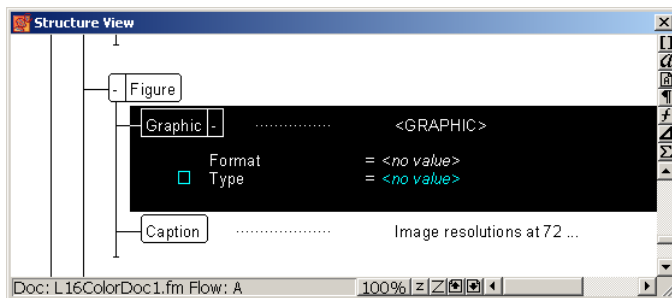 Structure View
- Figure
Graphic - ............... <GRAPHIC>
Format = <no value>
Type = <no value>
Caption ................... Image resolutions at 72 ...
Doc: L16ColorDoc1.fm Flow: A 100% z Z